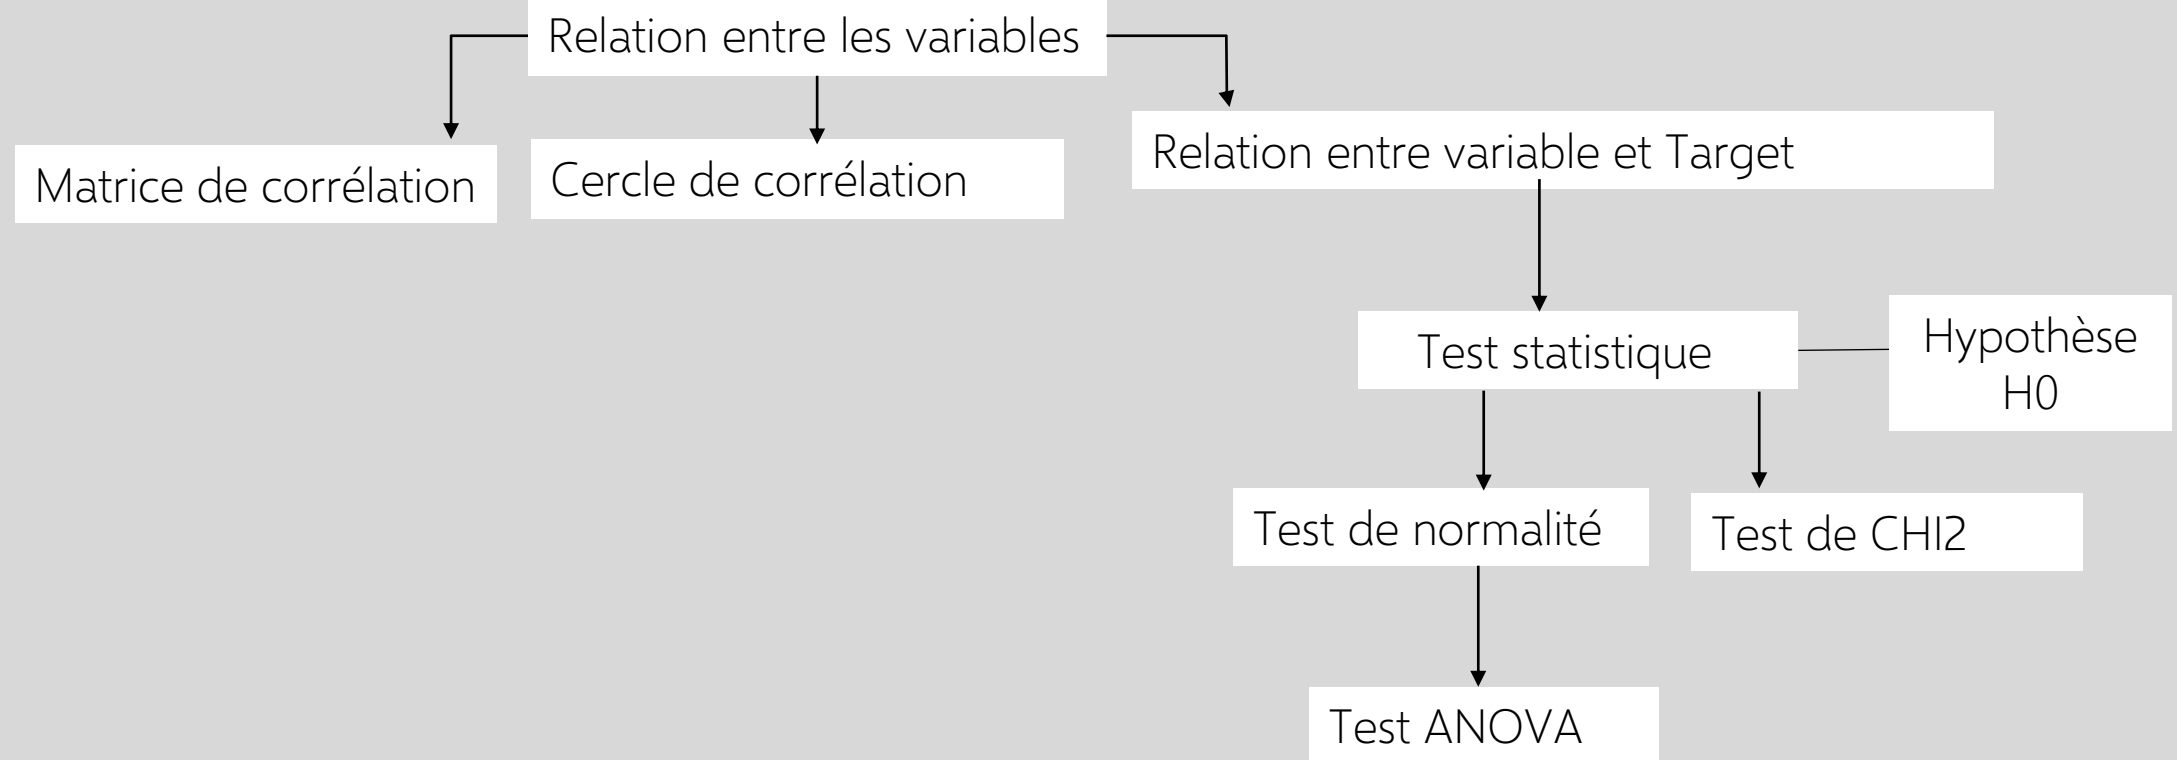 Relation entre les variables
Matrice de corrélation
Cercle de corrélation
Relation entre variable et Target
Test statistique
Hypothèse
H0
Test de normalité
Test de CHI2
Test ANOVA